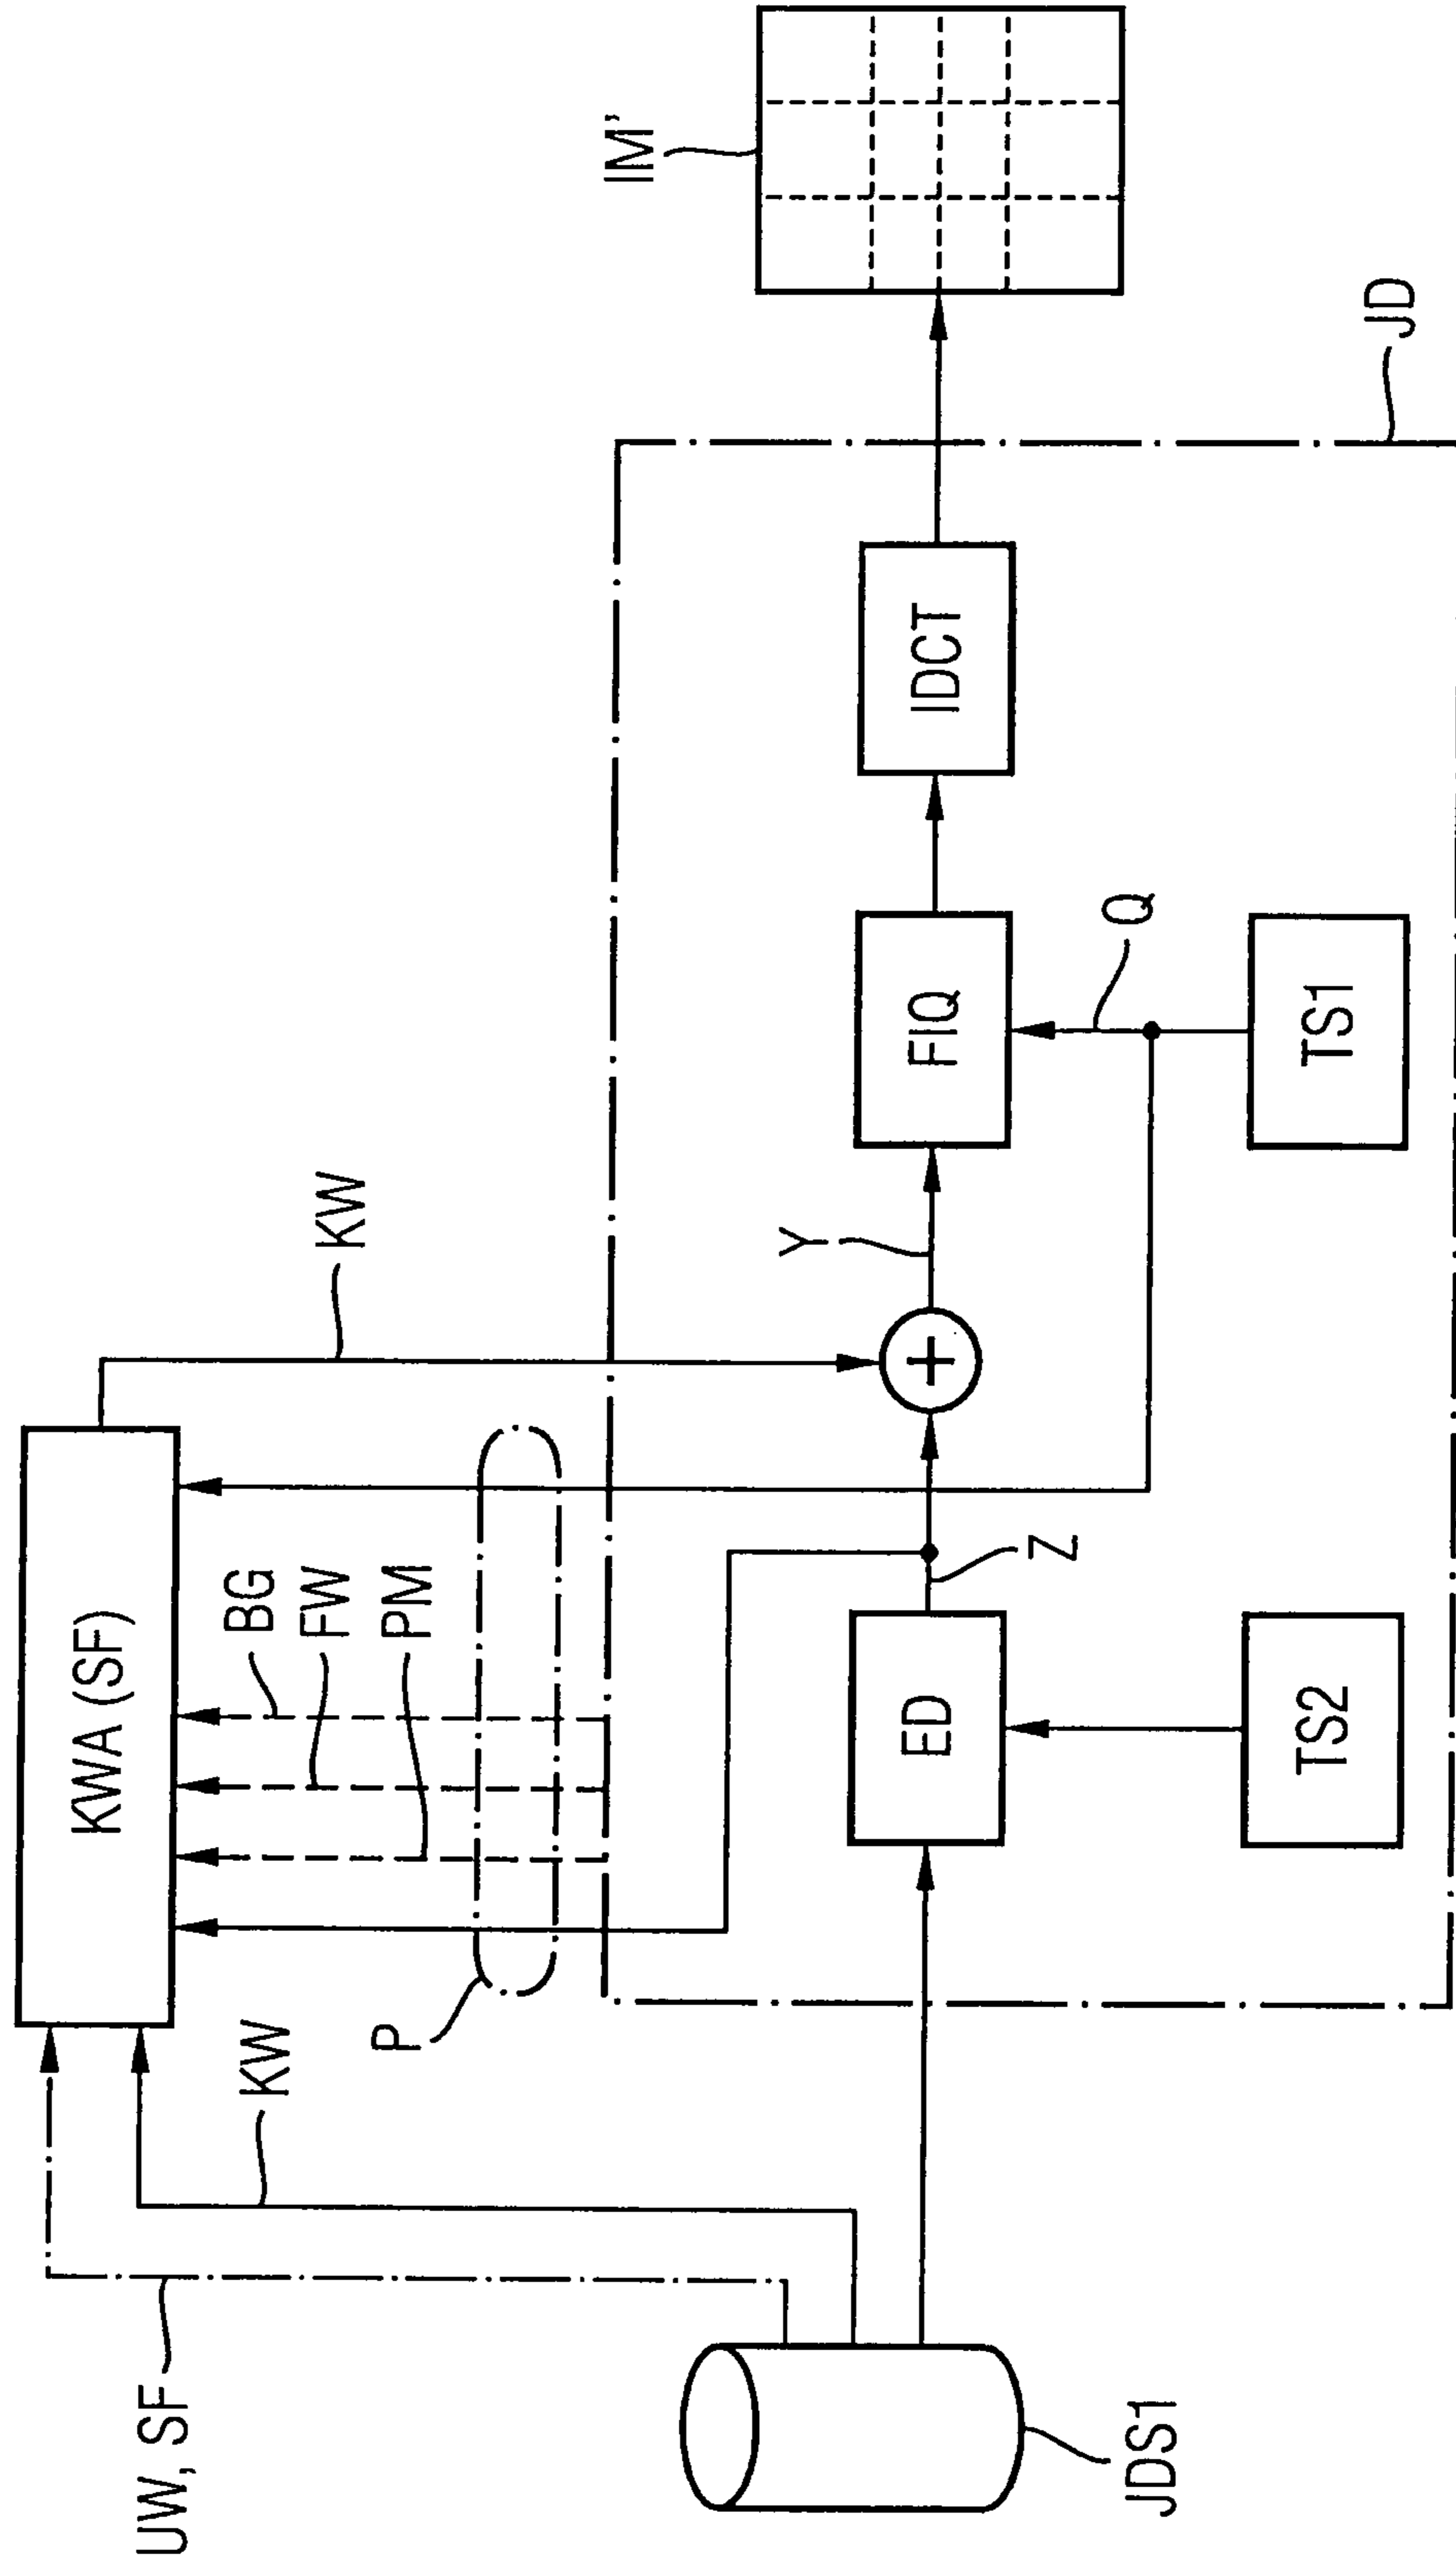 UW, SF
KW
KWA (SF)
P
BG
FW
PM
KW
JDS1
ED
Z
Y
FIQ
IDCT
IM'
Q
TS2
TS1
JD